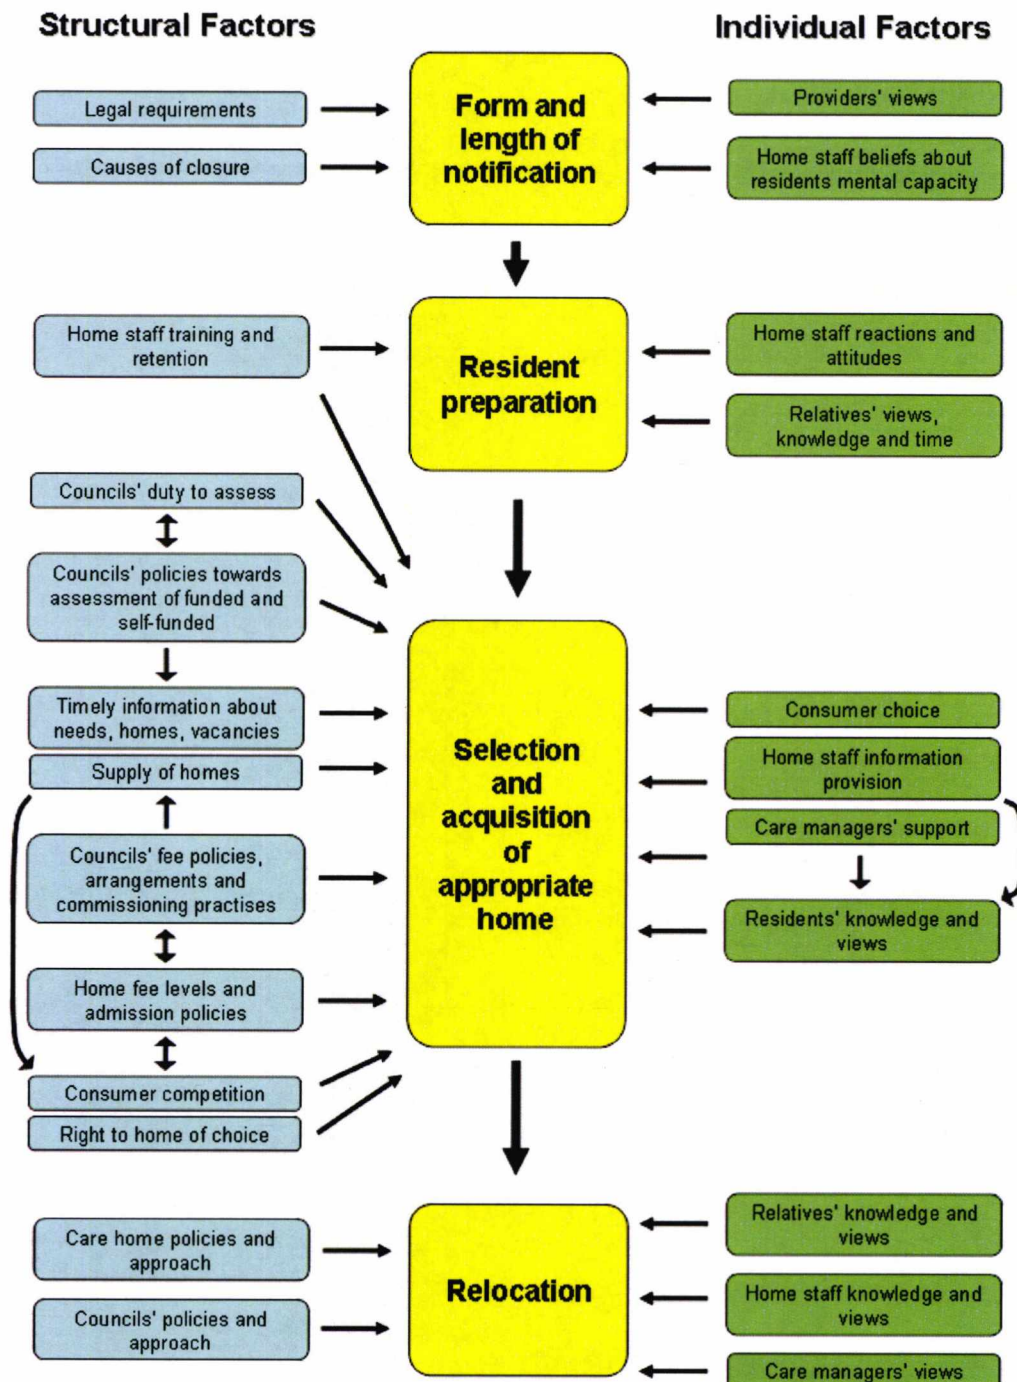 Structural Factors
Individual Factors
Legal requirements
Causes of closure
Form and
length of
notification
Providers' views
Home staff beliefs about
residents mental capacity
Home staff training and
retention
Resident
preparation
Home staff reactions and
attitudes
Relatives' views,
knowledge and time
Councils' duty to assess
Councils' policies towards
assessment of funded and
self-funded
Timely information about
needs, homes, vacancies
Supply of homes
Councils' fee policies,
arrangements and
commissioning practises
Home fee levels and
admission policies
Consumer competition
Right to home of choice
Selection
and
acquisition
of
appropriate
home
Consumer choice
Home staff information
provision
Care managers' support
Residents' knowledge and
views
Care home policies and
approach
Councils' policies and
approach
Relocation
Relatives' knowledge and
views
Home staff knowledge and
views
Care managers' views